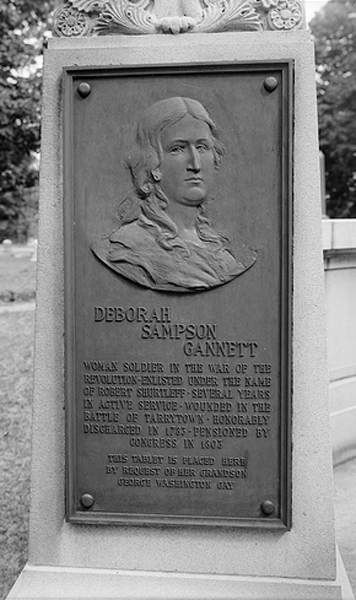 DEBORAH
SAMPSON
GANNETT
WOMAN SOLDIER IN THE WAR OF THE
REVOLUTION·ENLISTED UNDER THE NAME
OF ROBERT SHURTLEFF·SEVERAL YEARS
IN ACTIVE SERVICE·WOUNDED IN THE
BATTLE OF TARRYTOWN·HONORABLY
DISCHARGED IN 1783·PENSIONED BY
CONGRESS IN 1803
THIS TABLET IS PLACED HERE
BY REQUEST OF HER GRANDSON
GEORGE WASHINGTON GAY